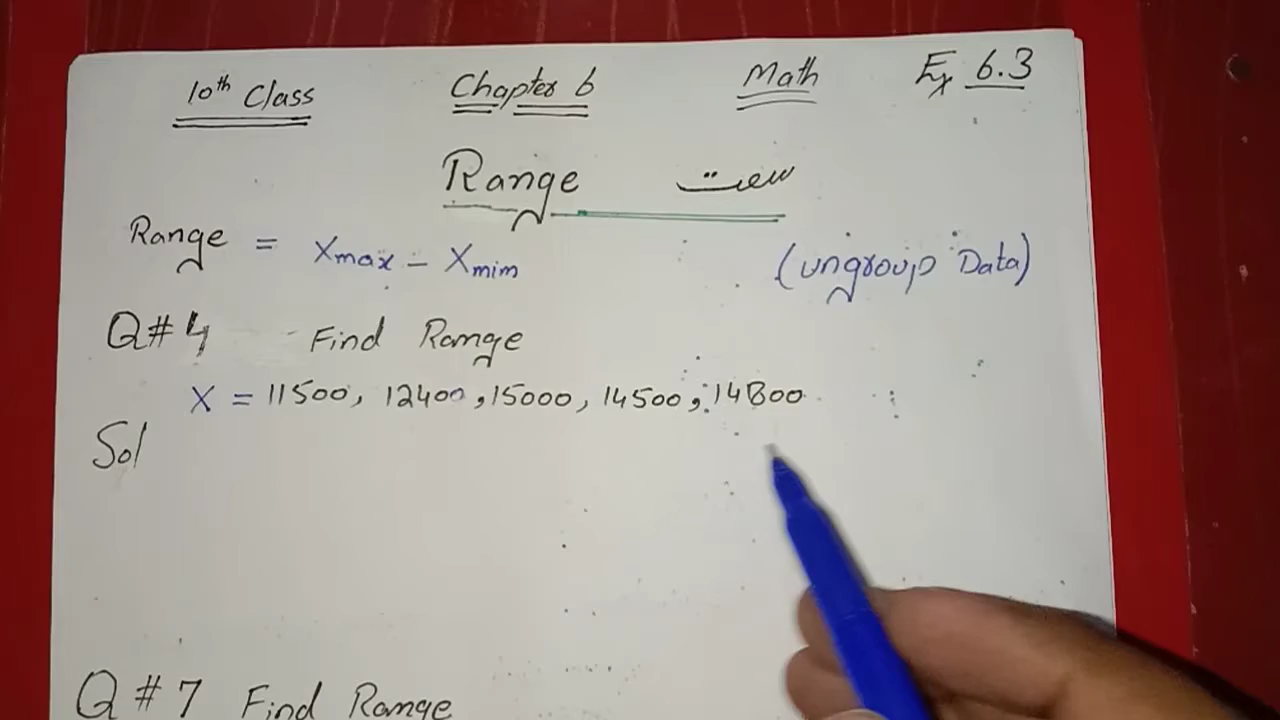 10th Class Chapter 6 Math Ex 6.3
Range سعت
Range = Xmax - Xmim (ungroup Data)
Q#4 Find Range
X = 11500, 12400, 15000, 14500, 14800
Sol
Q # 7 Find Range